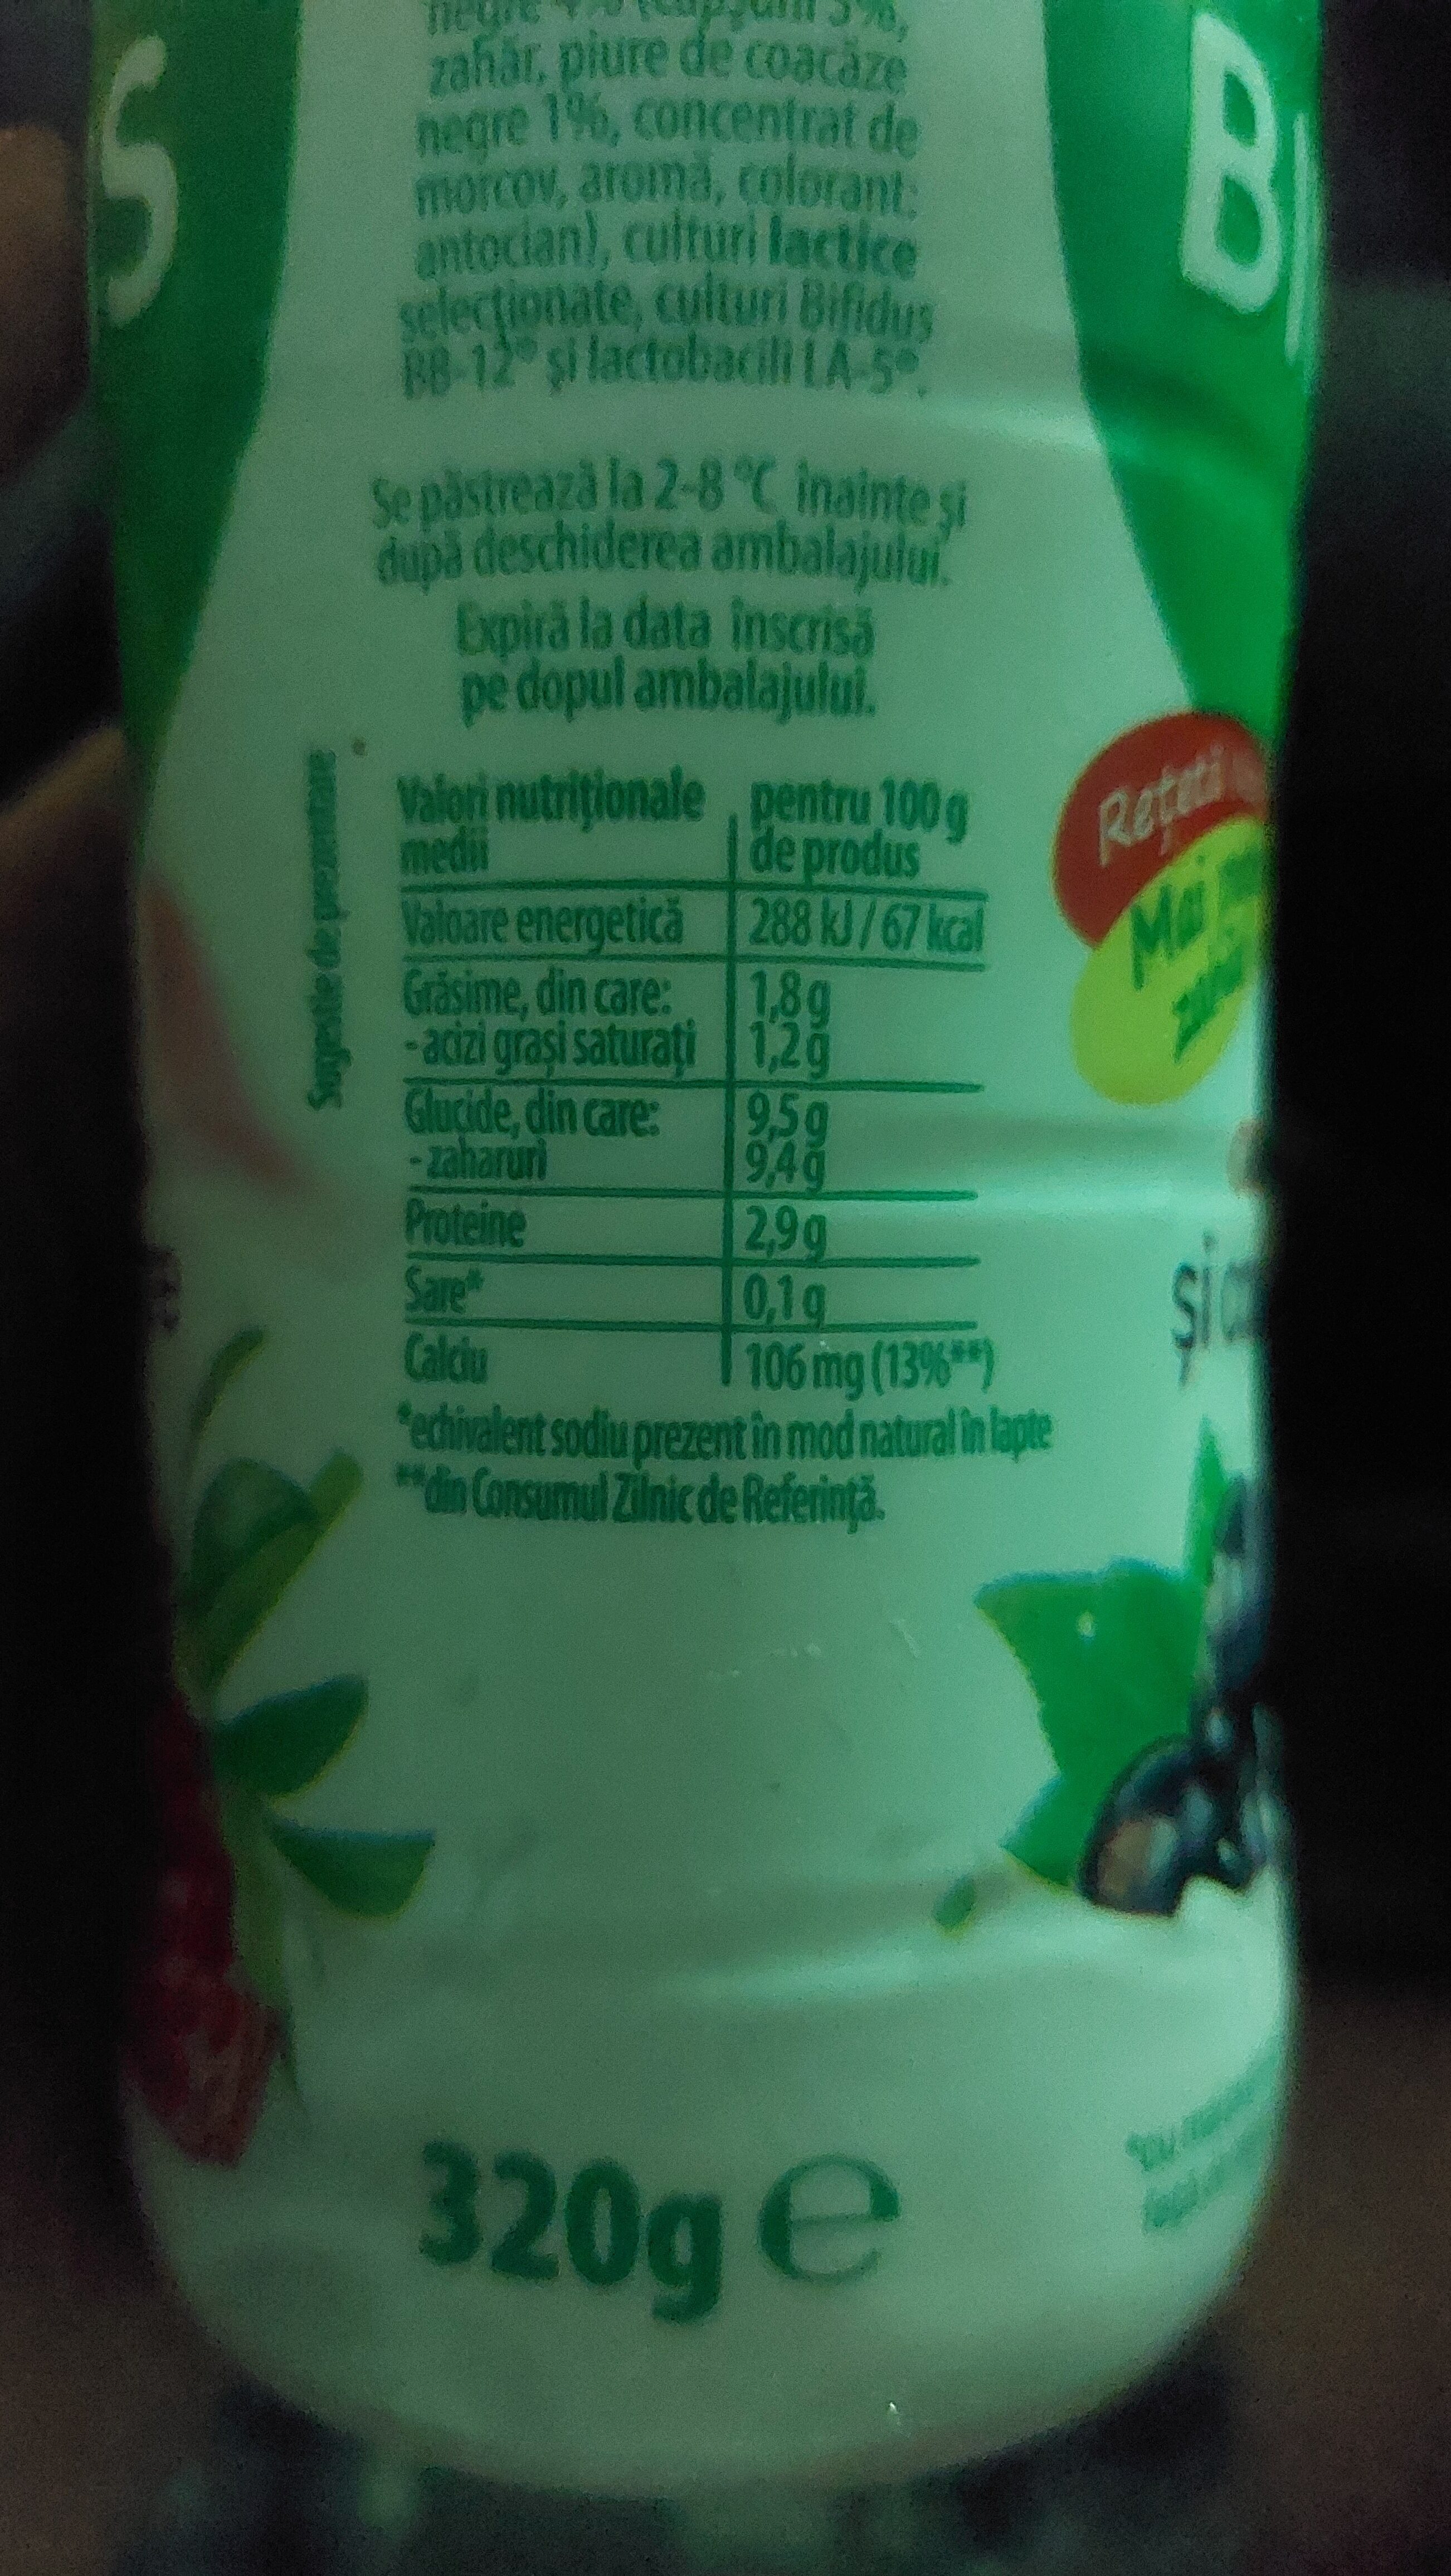 S
zahăr, piure de coacăze
negre 1%, concentrat de
morcov, aromă, colorant:
antocian), culturi lactice
selecționate, culturi Bifidus
BB-12® și lactobacili LA-5®.
B
Se păstrează la 2-8 °C înainte și
după deschiderea ambalajului.
Expiră la data înscrisă
pe dopul ambalajului.
Sugestie de prezentare
Valori nutriționale medii pentru 100 g de produs
Valoare energetică 288 kJ / 67 kcal
Grăsime, din care: 1,8 g
- acizi grași saturați 1,2 g
Glucide, din care: 9,5 g
- zaharuri 9,4 g
Proteine 2,9 g
Sare* 0,1 g
Calciu 106 mg (13%**)
*echivalent sodiu prezent în mod natural în lapte
**din Consumul Zilnic de Referință.
Mai
și
320g e